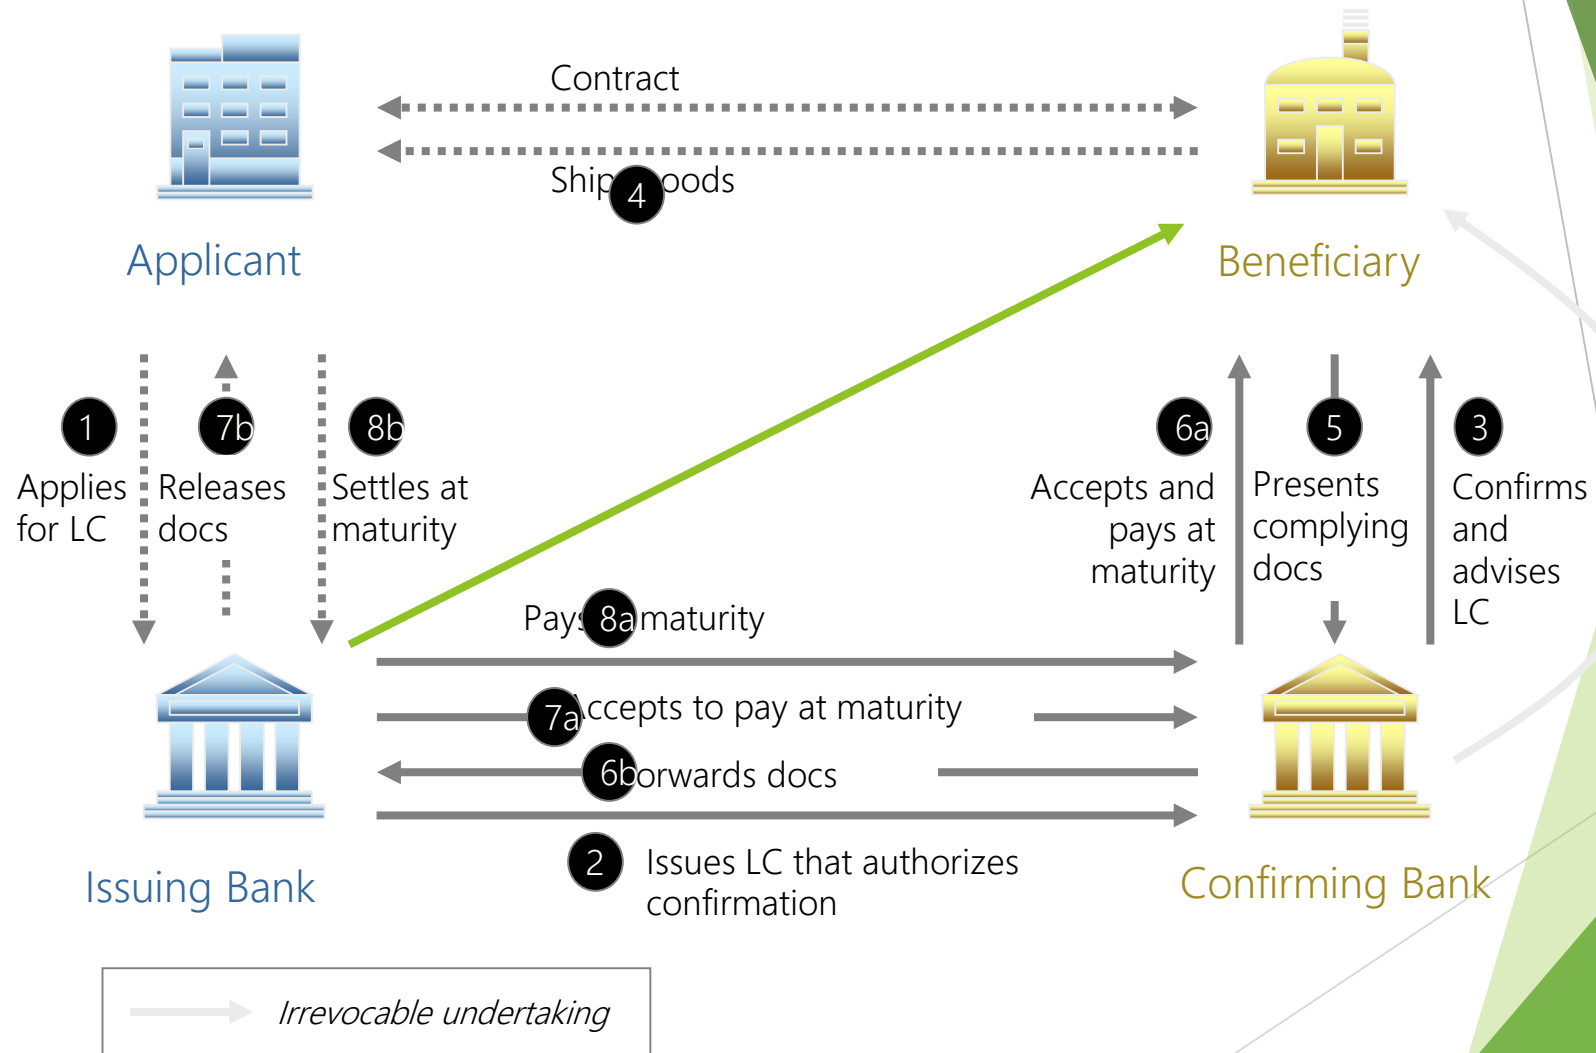 Contract
4
oods
Applicant
Beneficiary
1
7b
8b
6a
5
3
Applies
for LC
Releases
docs
Settles at
maturity
Accepts and
pays at
maturity
Presents
complying
docs
Confirms
and
advises
LC
8a maturity
7a ccepts to pay at maturity
6b orwards docs
2 Issues LC that authorizes
confirmation
Issuing Bank
Confirming Bank
Irrevocable undertaking